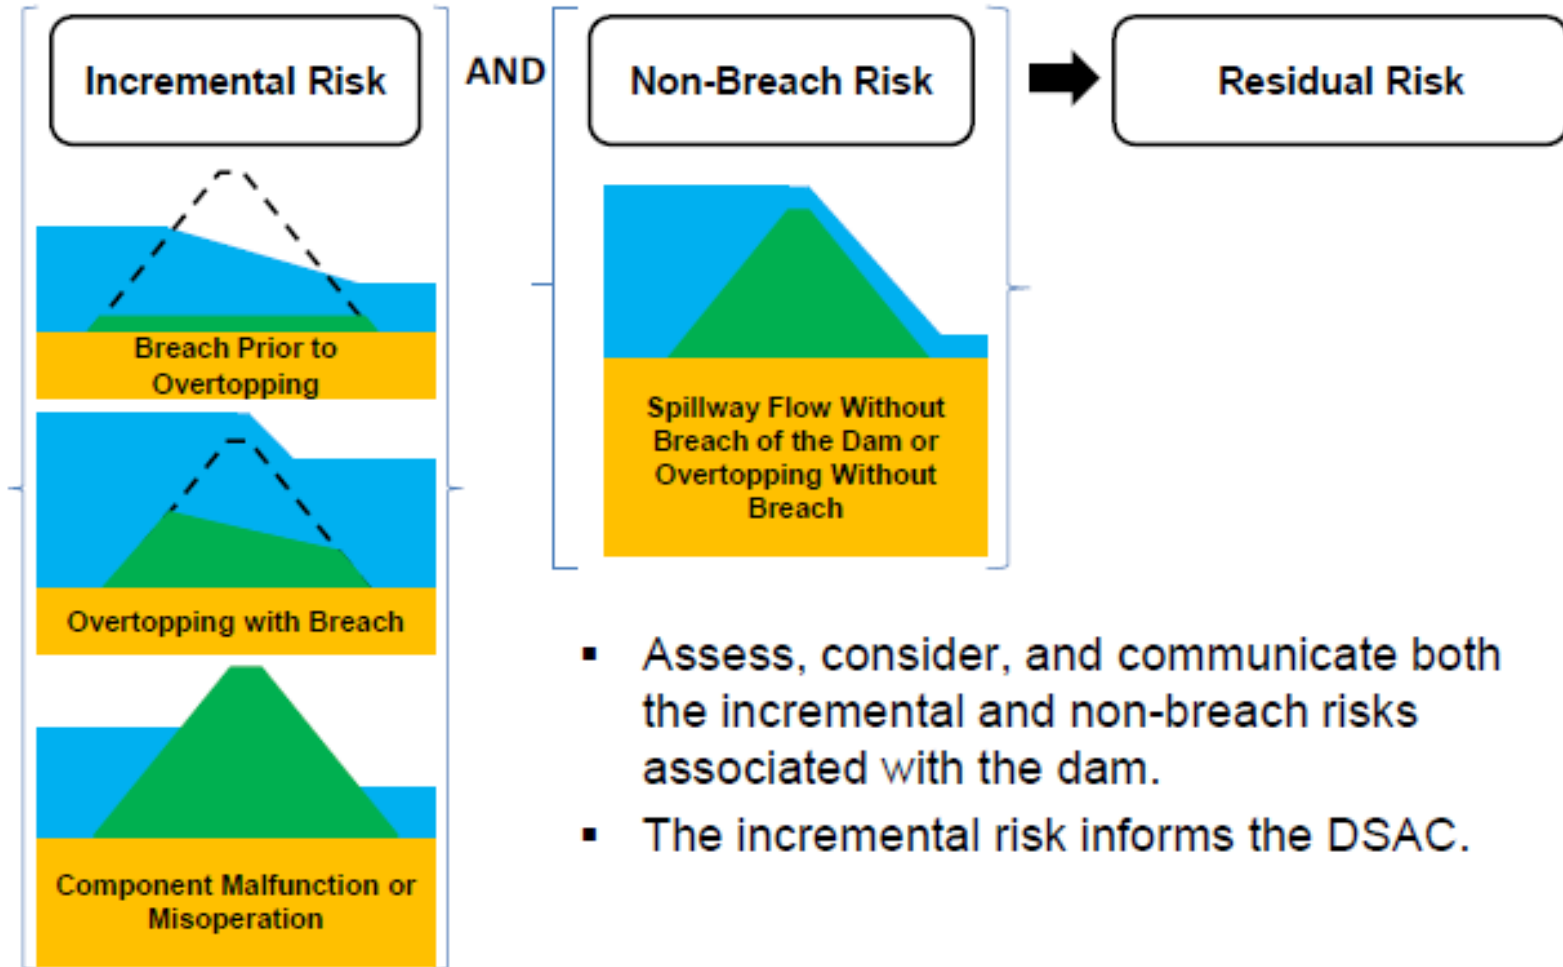 Incremental Risk
AND
Non-Breach Risk
Residual Risk
Breach Prior to
Overtopping
Overtopping with Breach
Component Malfunction or
Misoperation
Spillway Flow Without
Breach of the Dam or
Overtopping Without
Breach
▪ Assess, consider, and communicate both
the incremental and non-breach risks
associated with the dam.
▪ The incremental risk informs the DSAC.